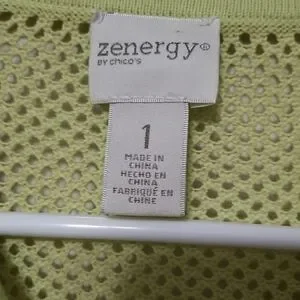 zenergy®
BY chico's
1
MADE IN
CHINA
HECHO EN
CHINA
FABRIQUÉ EN
CHINE